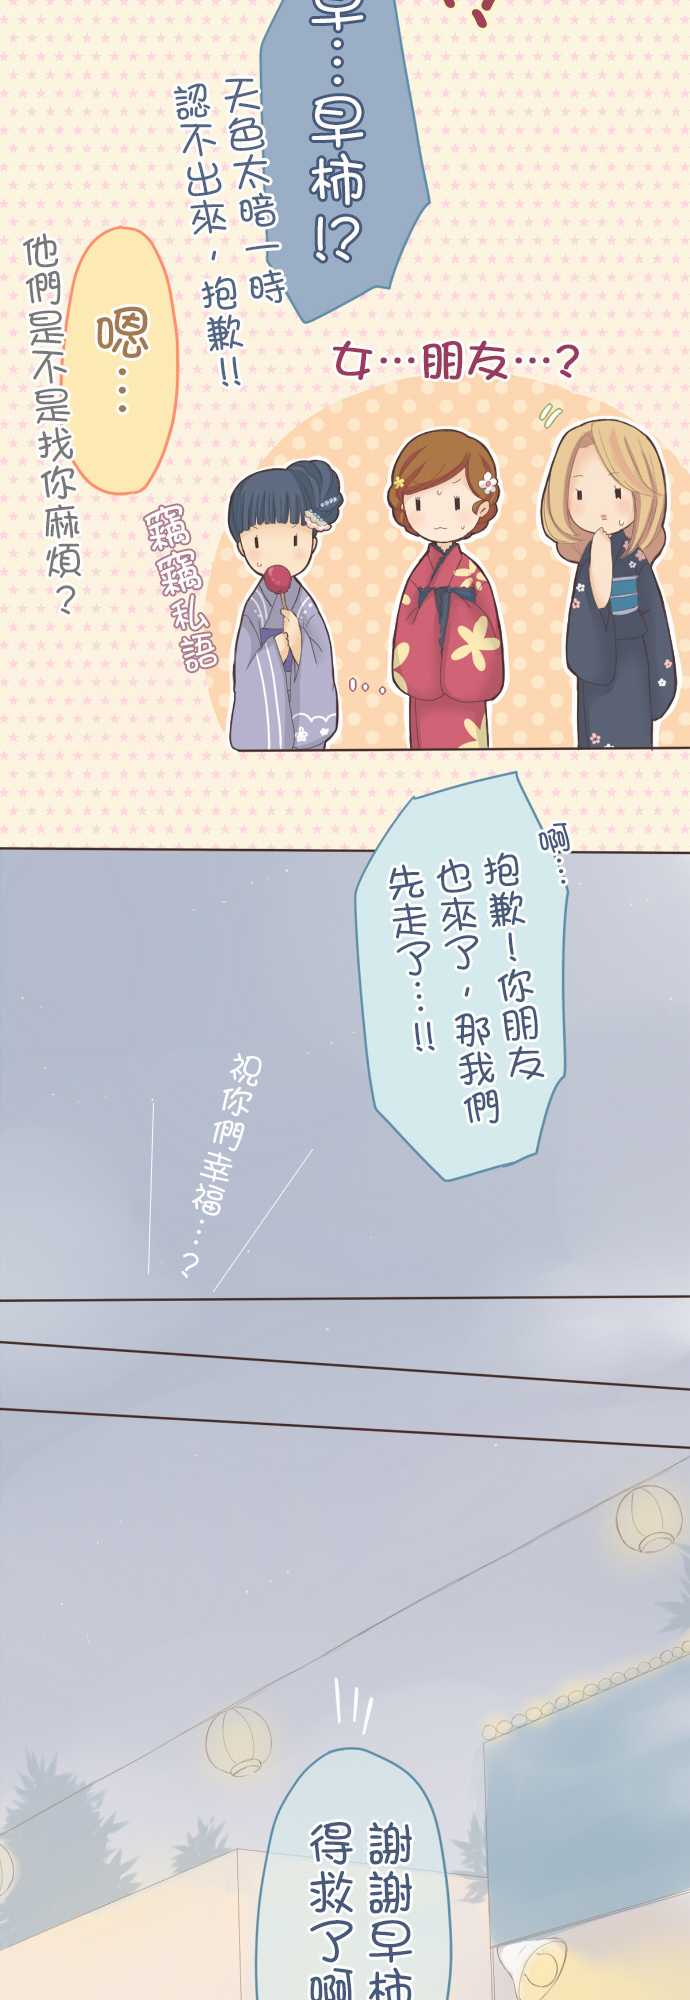 早…早柿!?
天色太暗一時
認不出來，抱歉!!
嗯…
他們是不是找你麻煩？
女…朋友…？
竊竊私語
啊…
抱歉！你朋友
也來了，那我們
先走了…!!
祝你們幸福…？
謝謝早柿
得救了啊